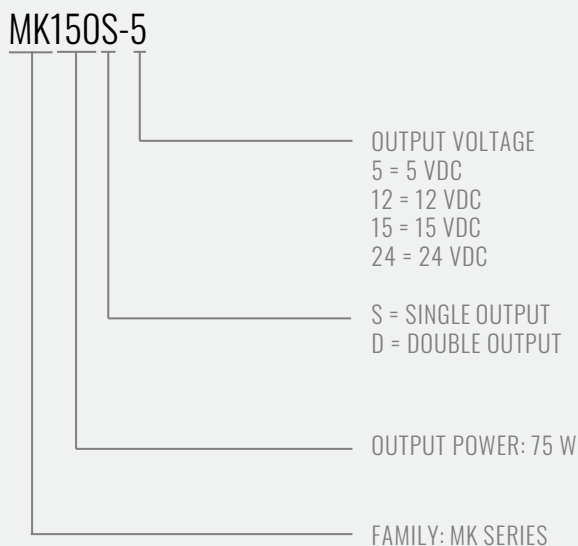 MK150S-5
OUTPUT VOLTAGE
5 = 5 VDC
12 = 12 VDC
15 = 15 VDC
24 = 24 VDC
S = SINGLE OUTPUT
D = DOUBLE OUTPUT
OUTPUT POWER: 75 W
FAMILY: MK SERIES